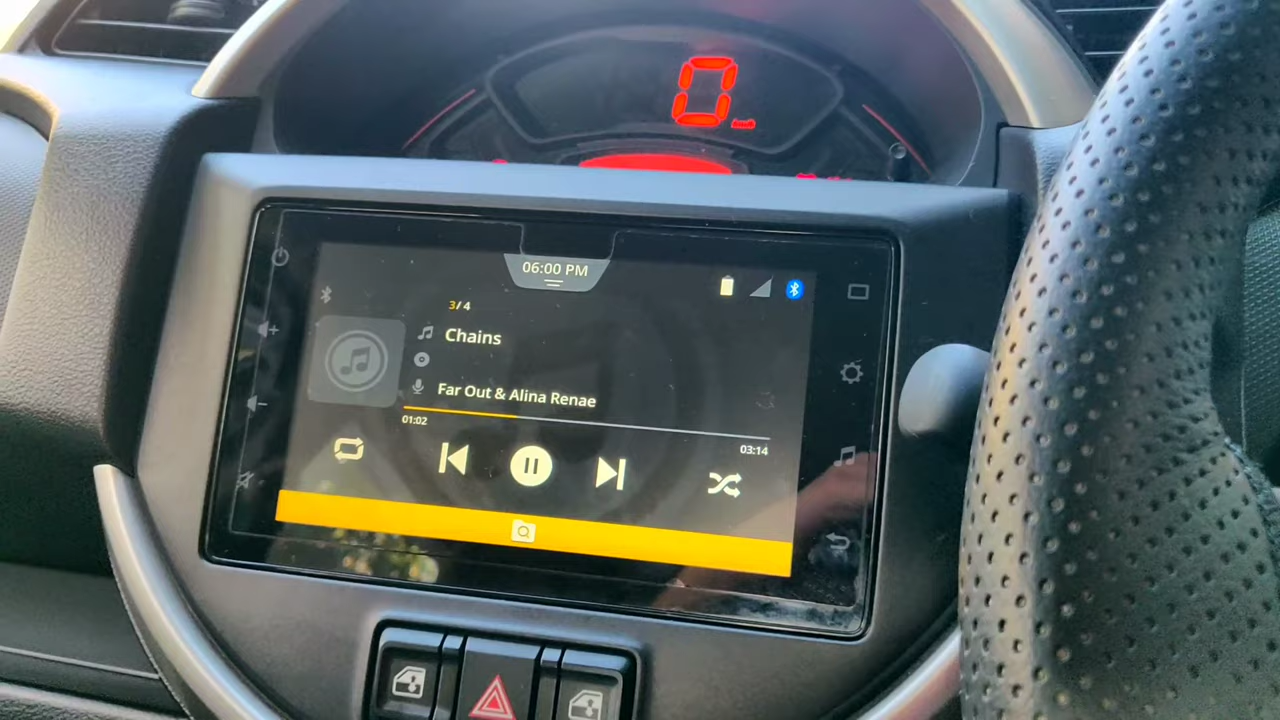 0
06:00 PM
3/4
Chains
Far Out & Alina Renae
01:02
03:14